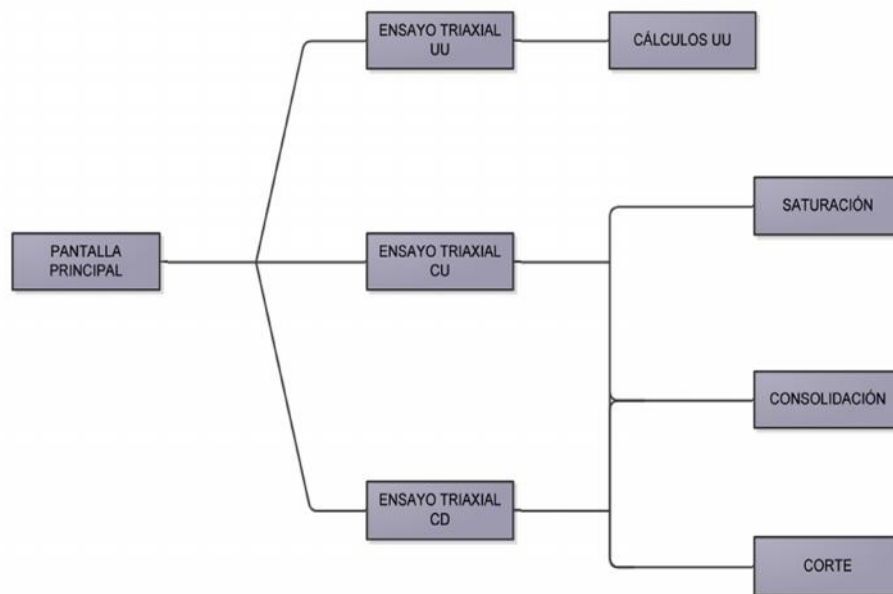 ENSAYO TRIAXIAL
UU
CÁLCULOS UU
SATURACIÓN
PANTALLA
PRINCIPAL
ENSAYO TRIAXIAL
CU
CONSOLIDACIÓN
ENSAYO TRIAXIAL
CD
CORTE